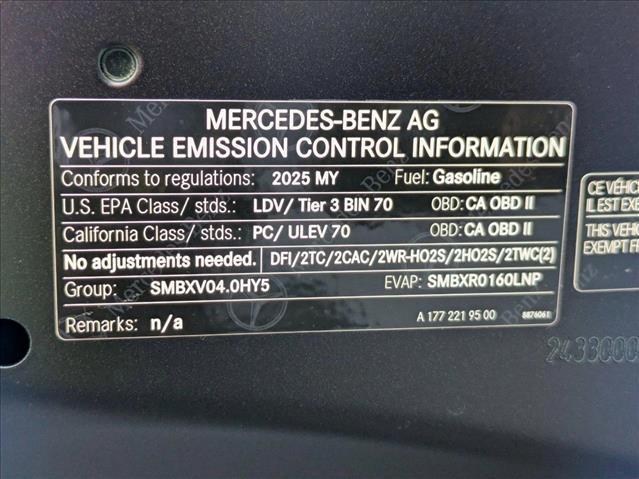 MERCEDES-BENZ AG
VEHICLE EMISSION CONTROL INFORMATION
Conforms to regulations: 2025 MY Fuel: Gasoline
U.S. EPA Class/ stds.: LDV/ Tier 3 BIN 70 OBD: CA OBD II
California Class/ stds.: PC/ ULEV 70 OBD: CA OBD II
No adjustments needed. DFI/2TC/2CAC/2WR-HO2S/2HO2S/2TWC(2)
Group: SMBXV04.0HY5 EVAP: SMBXR0160LNP
Remarks: n/a A 177 221 95 00 8876061
CE VÉHIC
IL EST EXE
THIS VEHI
EXEMPT F
2433000